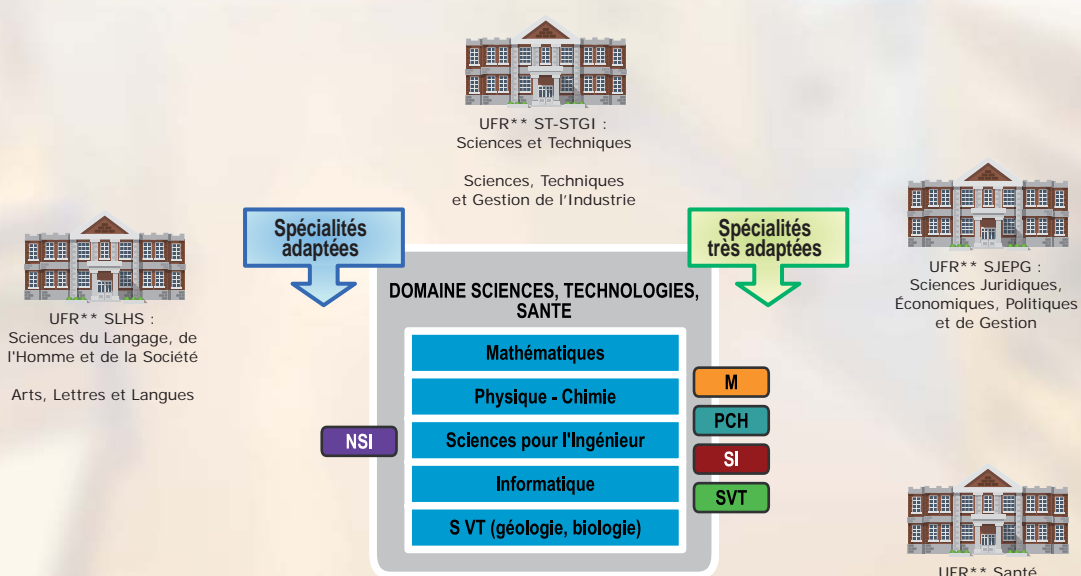 UFR** ST-STGI :
Sciences et Techniques
Sciences, Techniques
et Gestion de l'Industrie
UFR** SLHS :
Sciences du Langage, de
l'Homme et de la Société
Arts, Lettres et Langues
Spécialités
adaptées
Spécialités
très adaptées
UFR** SJEPG :
Sciences Juridiques,
Économiques, Politiques
et de Gestion
DOMAINE SCIENCES, TECHNOLOGIES,
SANTE
Mathématiques
Physique - Chimie
Sciences pour l'Ingénieur
Informatique
S VT (géologie, biologie)
NSI
M
PCH
SI
SVT
UFR** Santé